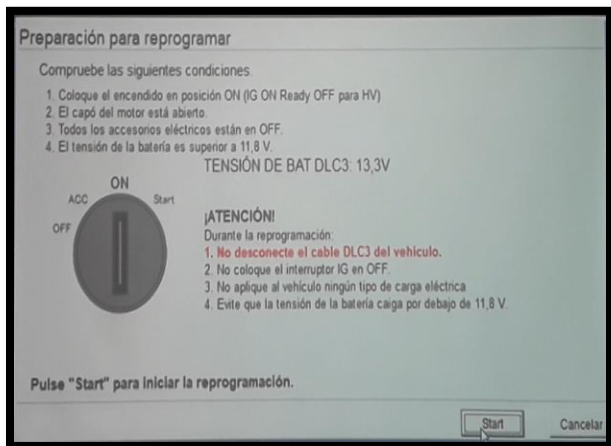 Preparación para reprogramar
Compruebe las siguientes condiciones.
1. Coloque el encendido en posición ON (IG ON Ready OFF para HV)
2. El capó del motor está abierto.
3. Todos los accesorios eléctricos están en OFF.
4. El tensión de la batería es superior a 11,8 V.
TENSIÓN DE BAT DLC3: 13,3V
ON
ACC
Start
OFF
¡ATENCIÓN!
Durante la reprogramación:
1. No desconecte el cable DLC3 del vehículo.
2. No coloque el interruptor IG en OFF.
3. No aplique al vehículo ningún tipo de carga eléctrica
4. Evite que la tensión de la batería caiga por debajo de 11,8 V.
Pulse "Start" para iniciar la reprogramación.
Start
Cancelar